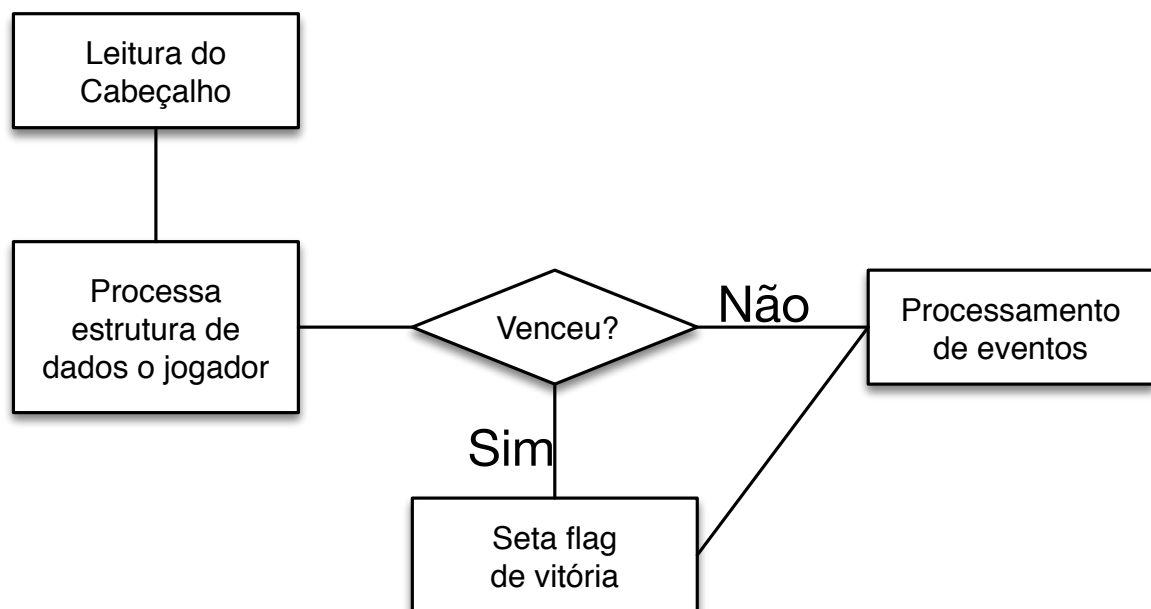 Leitura do
Cabeçalho
Processa
estrutura de
dados o jogador
Venceu?
Não
Processamento
de eventos
Sim
Seta flag
de vitória